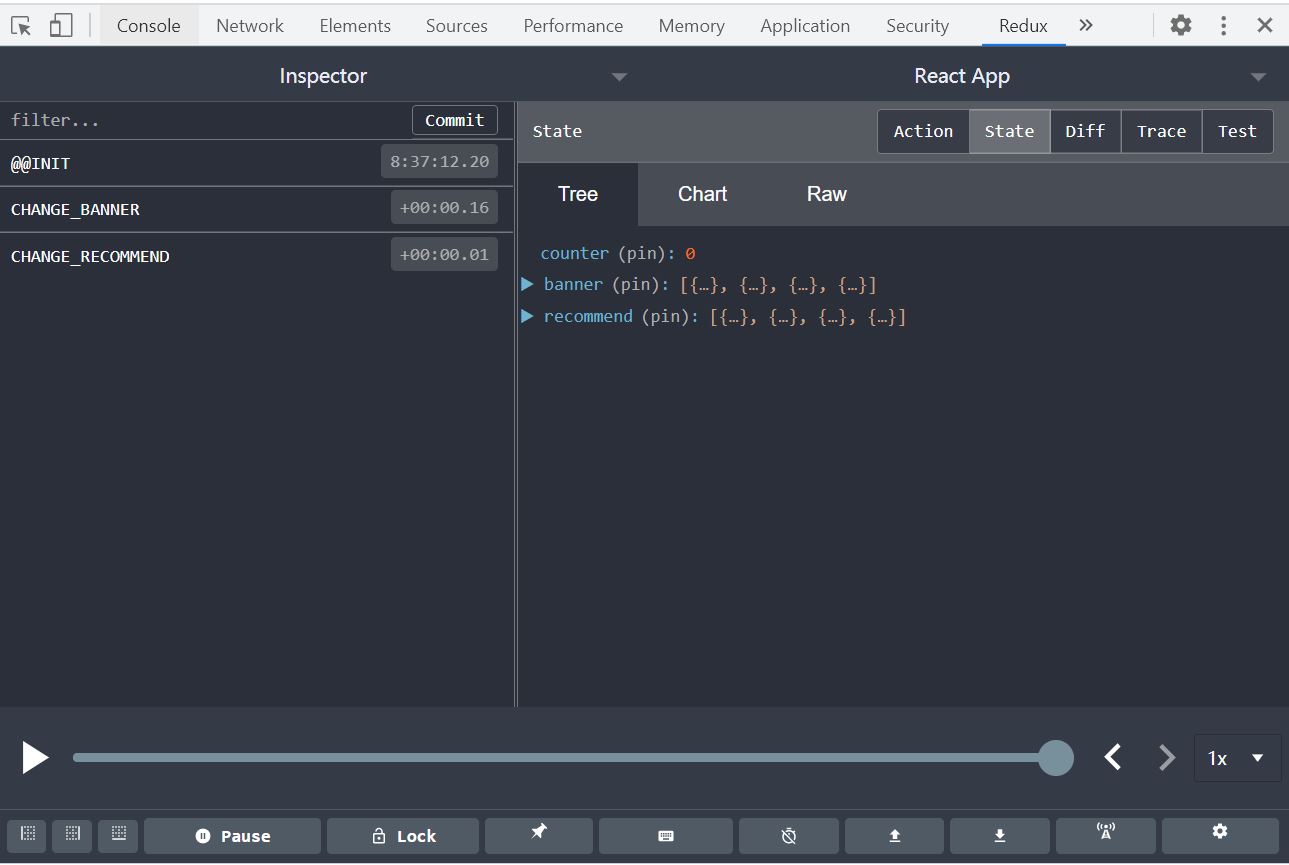 Console Network Elements Sources Performance Memory Application Security Redux
Inspector React App
filter... Commit
State Action State Diff Trace Test
@@INIT 8:37:12.20
CHANGE_BANNER +00:00.16
CHANGE_RECOMMEND +00:00.01
Tree Chart Raw
counter (pin): 0
banner (pin): [{…}, {…}, {…}, {…}]
recommend (pin): [{…}, {…}, {…}, {…}]
1x
Pause Lock